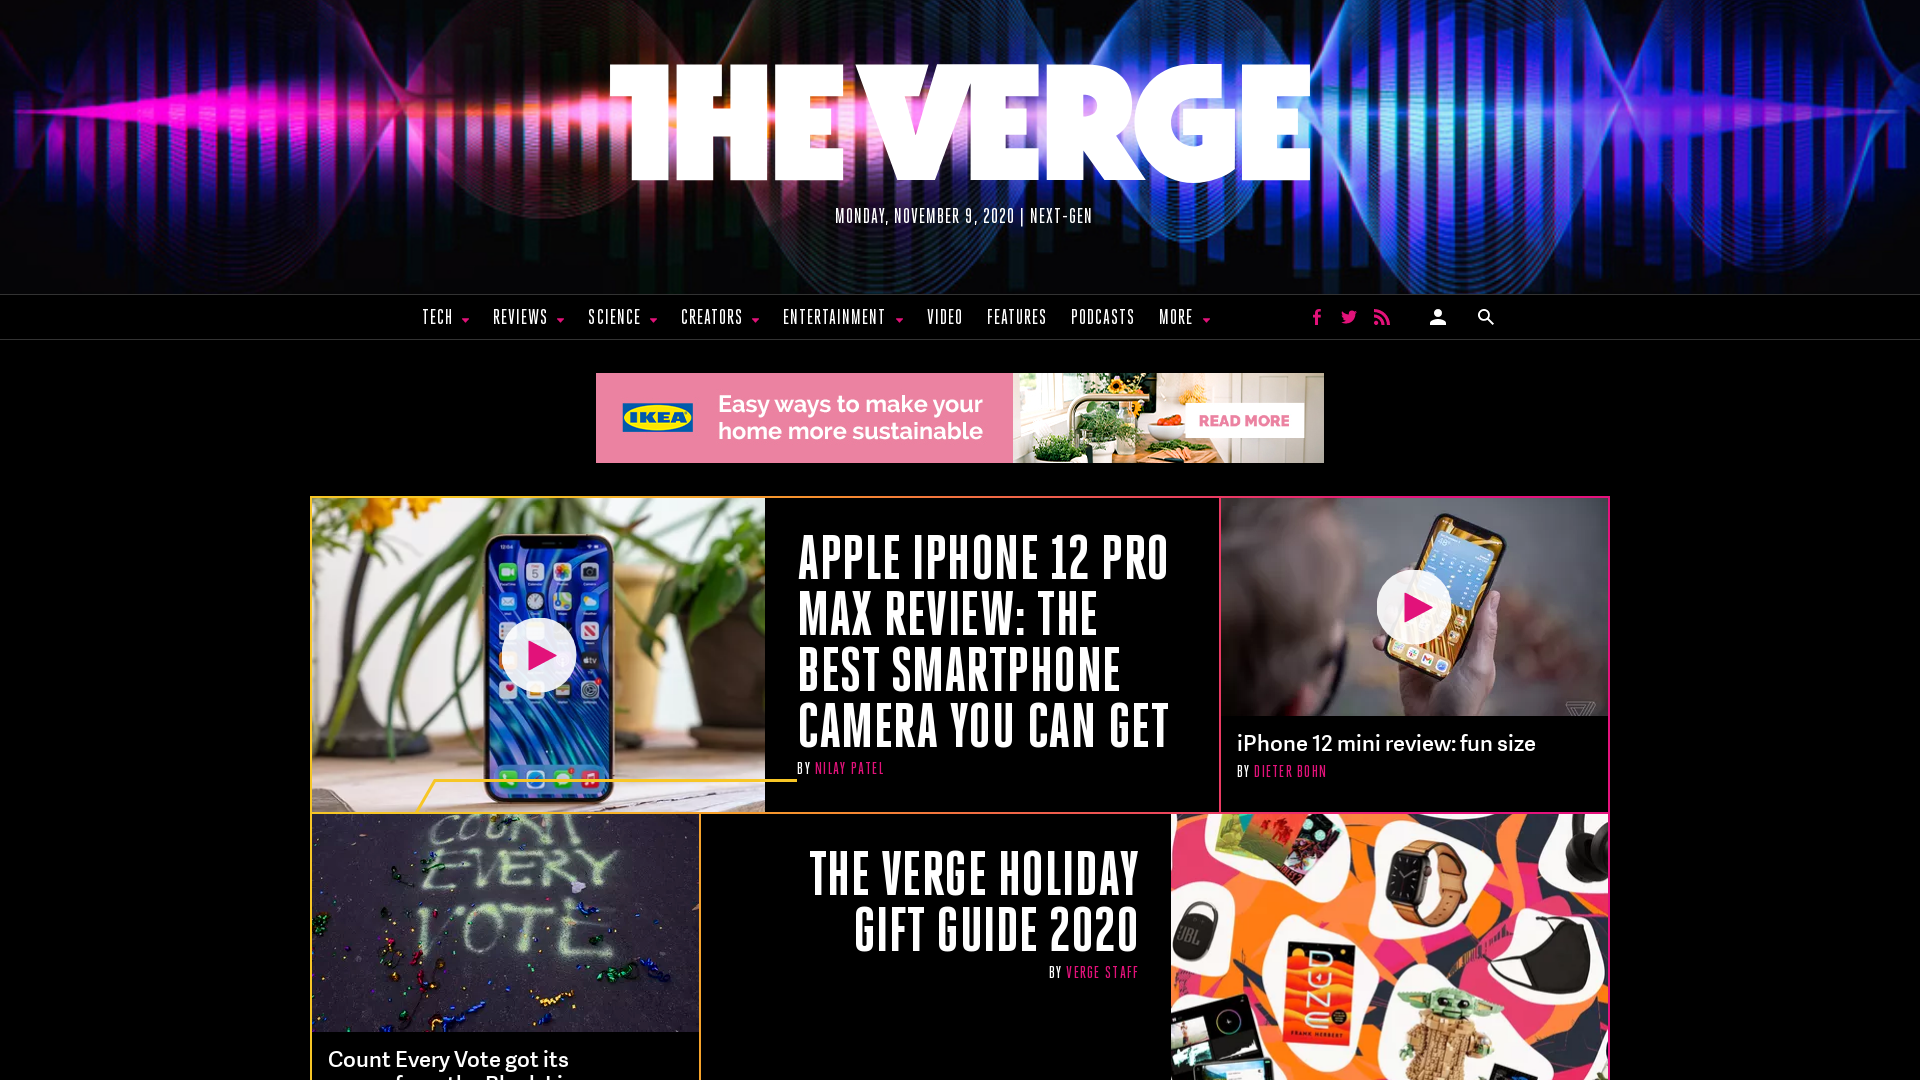 THE VERGE
MONDAY, NOVEMBER 9, 2020 | NEXT-GEN
TECH REVIEWS SCIENCE CREATORS ENTERTAINMENT VIDEO FEATURES PODCASTS MORE
IKEA
Easy ways to make your
home more sustainable
READ MORE
APPLE IPHONE 12 PRO
MAX REVIEW: THE
BEST SMARTPHONE
CAMERA YOU CAN GET
BY NILAY PATEL
iPhone 12 mini review: fun size
BY DIETER BOHN
COUNT
EVERY
VOTE
Count Every Vote got its
THE VERGE HOLIDAY
GIFT GUIDE 2020
BY VERGE STAFF
JBL
DUNE
FRANK HERBERT